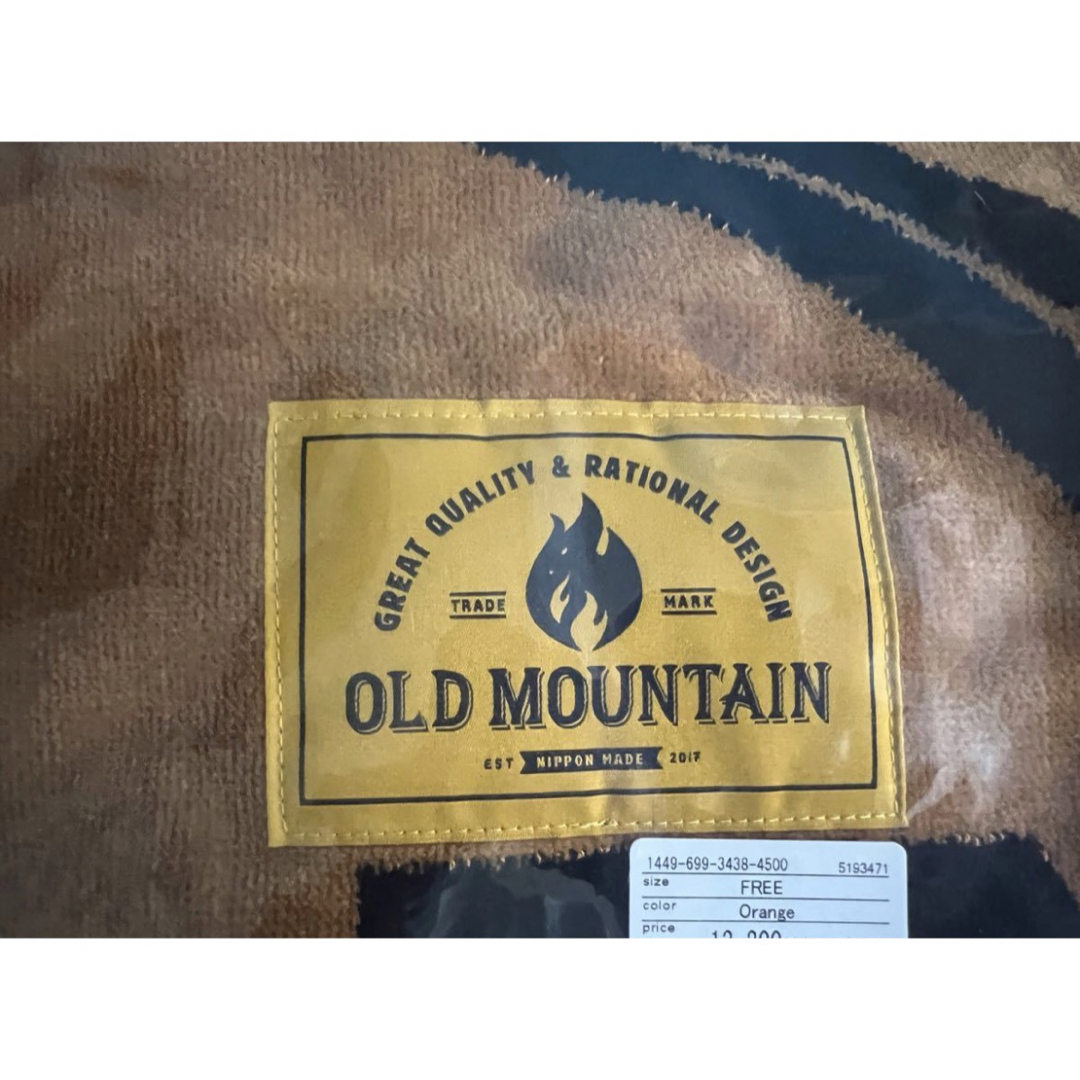 GREAT QUALITY & RATIONAL DESIGN
TRADE MARK
OLD MOUNTAIN
EST NIPPON MADE 2017
1449-699-3438-4500 5193471
size FREE
color Orange
price